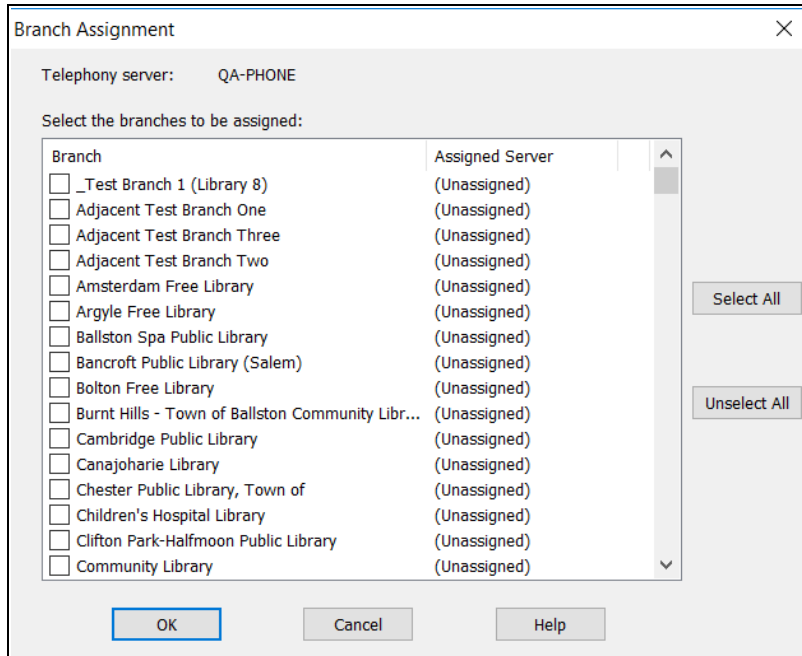 Branch Assignment
Telephony server: QA-PHONE
Select the branches to be assigned:
Branch Assigned Server
_Test Branch 1 (Library 8) (Unassigned)
Adjacent Test Branch One (Unassigned)
Adjacent Test Branch Three (Unassigned)
Adjacent Test Branch Two (Unassigned)
Amsterdam Free Library (Unassigned)
Argyle Free Library (Unassigned)
Ballston Spa Public Library (Unassigned)
Bancroft Public Library (Salem) (Unassigned)
Bolton Free Library (Unassigned)
Burnt Hills - Town of Ballston Community Libr... (Unassigned)
Cambridge Public Library (Unassigned)
Canajoharie Library (Unassigned)
Chester Public Library, Town of (Unassigned)
Children's Hospital Library (Unassigned)
Clifton Park-Halfmoon Public Library (Unassigned)
Community Library (Unassigned)
Select All
Unselect All
OK Cancel Help